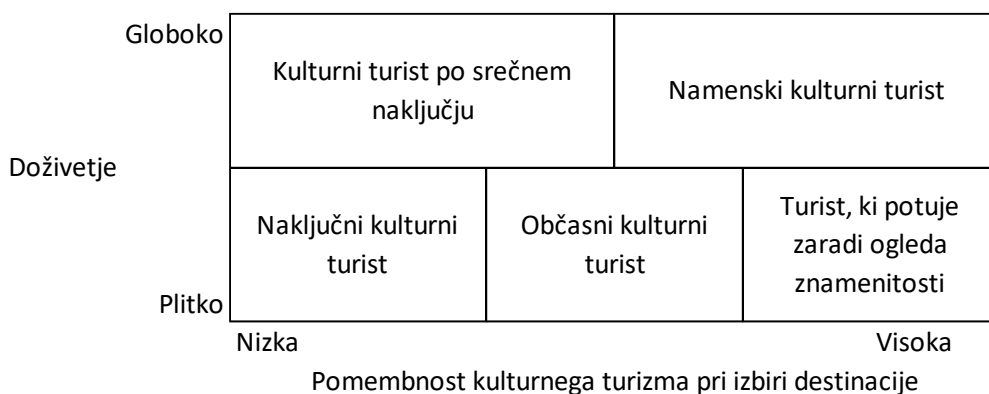 Globoko
Kulturni turist po srečnem
naključju
Namenski kulturni turist
Doživetje
Naključni kulturni
turist
Občasni kulturni
turist
Turist, ki potuje
zaradi ogleda
znamenitosti
Plitko
Nizka
Visoka
Pomembnost kulturnega turizma pri izbiri destinacije